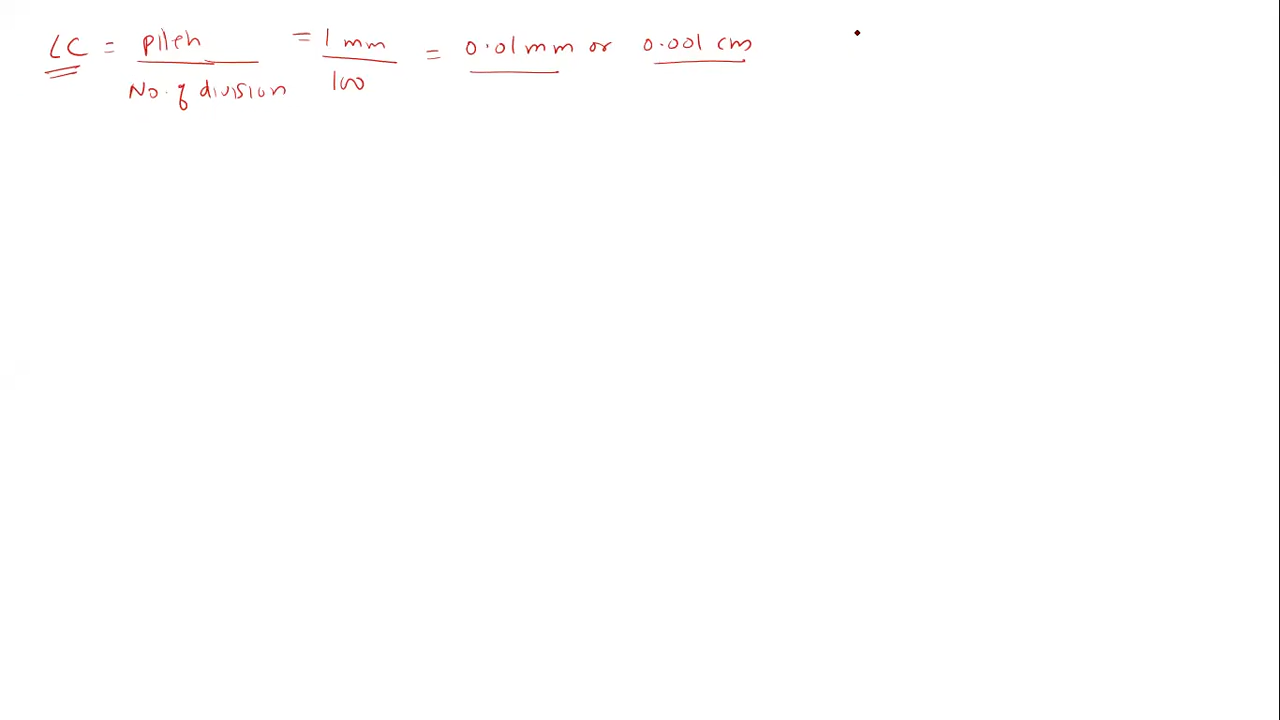 LC = Pitch / No. of division = 1 mm / 100 = 0.01 mm or 0.001 cm